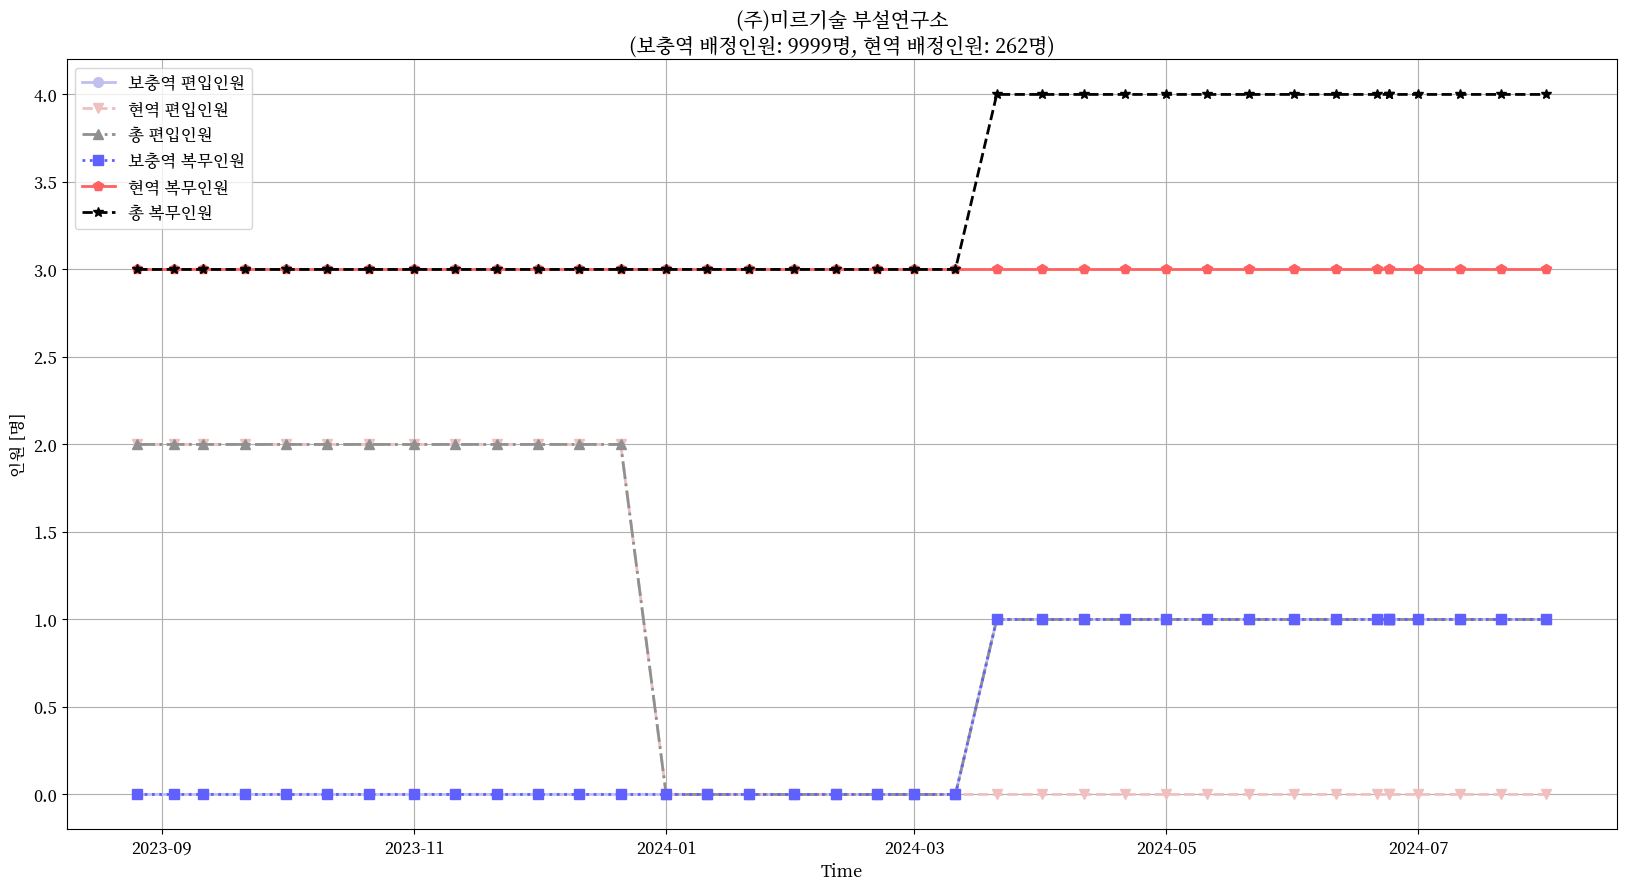 (주)미르기술 부설연구소
(보충역 배정인원: 9999명, 현역 배정인원: 262명)
보충역 편입인원
현역 편입인원
총 편입인원
보충역 복무인원
현역 복무인원
총 복무인원
4.0
3.5
3.0
2.5
2.0
1.5
1.0
0.5
0.0
인원 [명]
2023-09
2023-11
2024-01
2024-03
2024-05
2024-07
Time